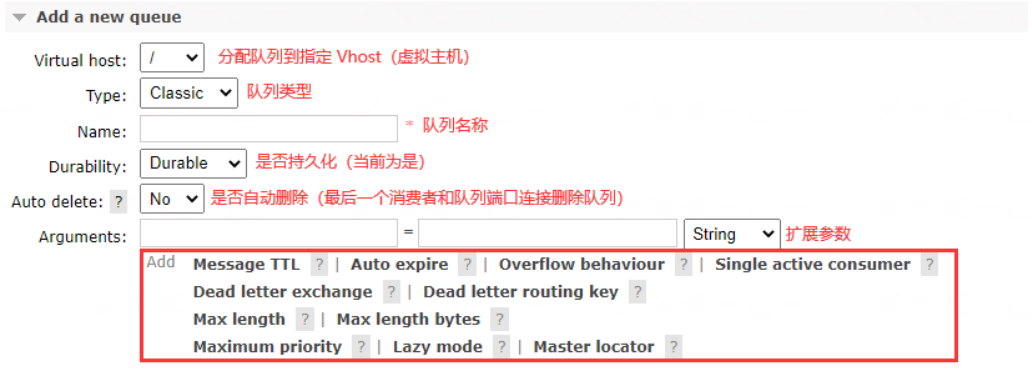 Add a new queue
Virtual host: / 分配队列到指定 Vhost（虚拟主机）
Type: Classic 队列类型
Name: * 队列名称
Durability: Durable 是否持久化（当前为是）
Auto delete: ? No 是否自动删除（最后一个消费者和队列端口连接删除队列）
Arguments: = String 扩展参数
Add Message TTL ? | Auto expire ? | Overflow behaviour ? | Single active consumer ?
Dead letter exchange ? | Dead letter routing key ?
Max length ? | Max length bytes ?
Maximum priority ? | Lazy mode ? | Master locator ?